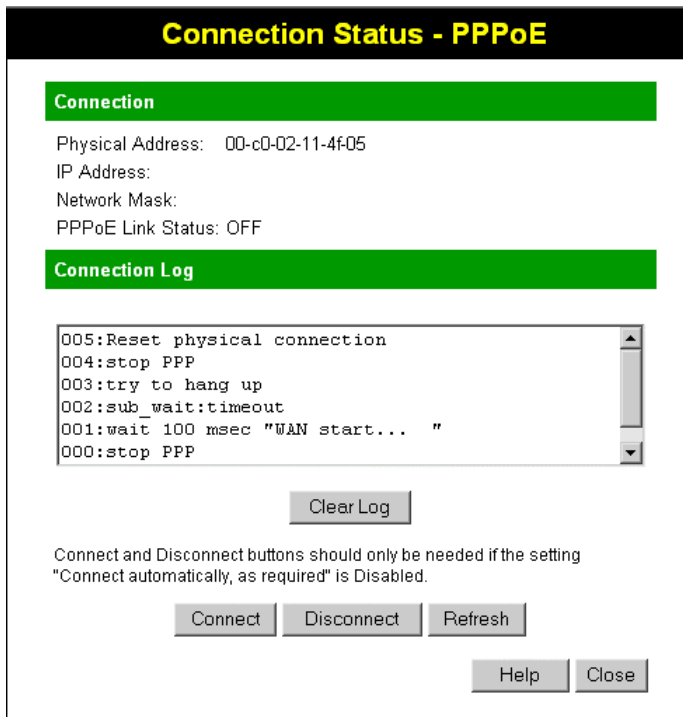 Connection Status - PPPoE
Connection
Physical Address: 00-c0-02-11-4f-05
IP Address:
Network Mask:
PPPoE Link Status: OFF
Connection Log
005:Reset physical connection
004:stop PPP
003:try to hang up
002:sub_wait:timeout
001:wait 100 msec "WAN start... "
000:stop PPP
Clear Log
Connect and Disconnect buttons should only be needed if the setting
"Connect automatically, as required" is Disabled.
Connect Disconnect Refresh
Help Close